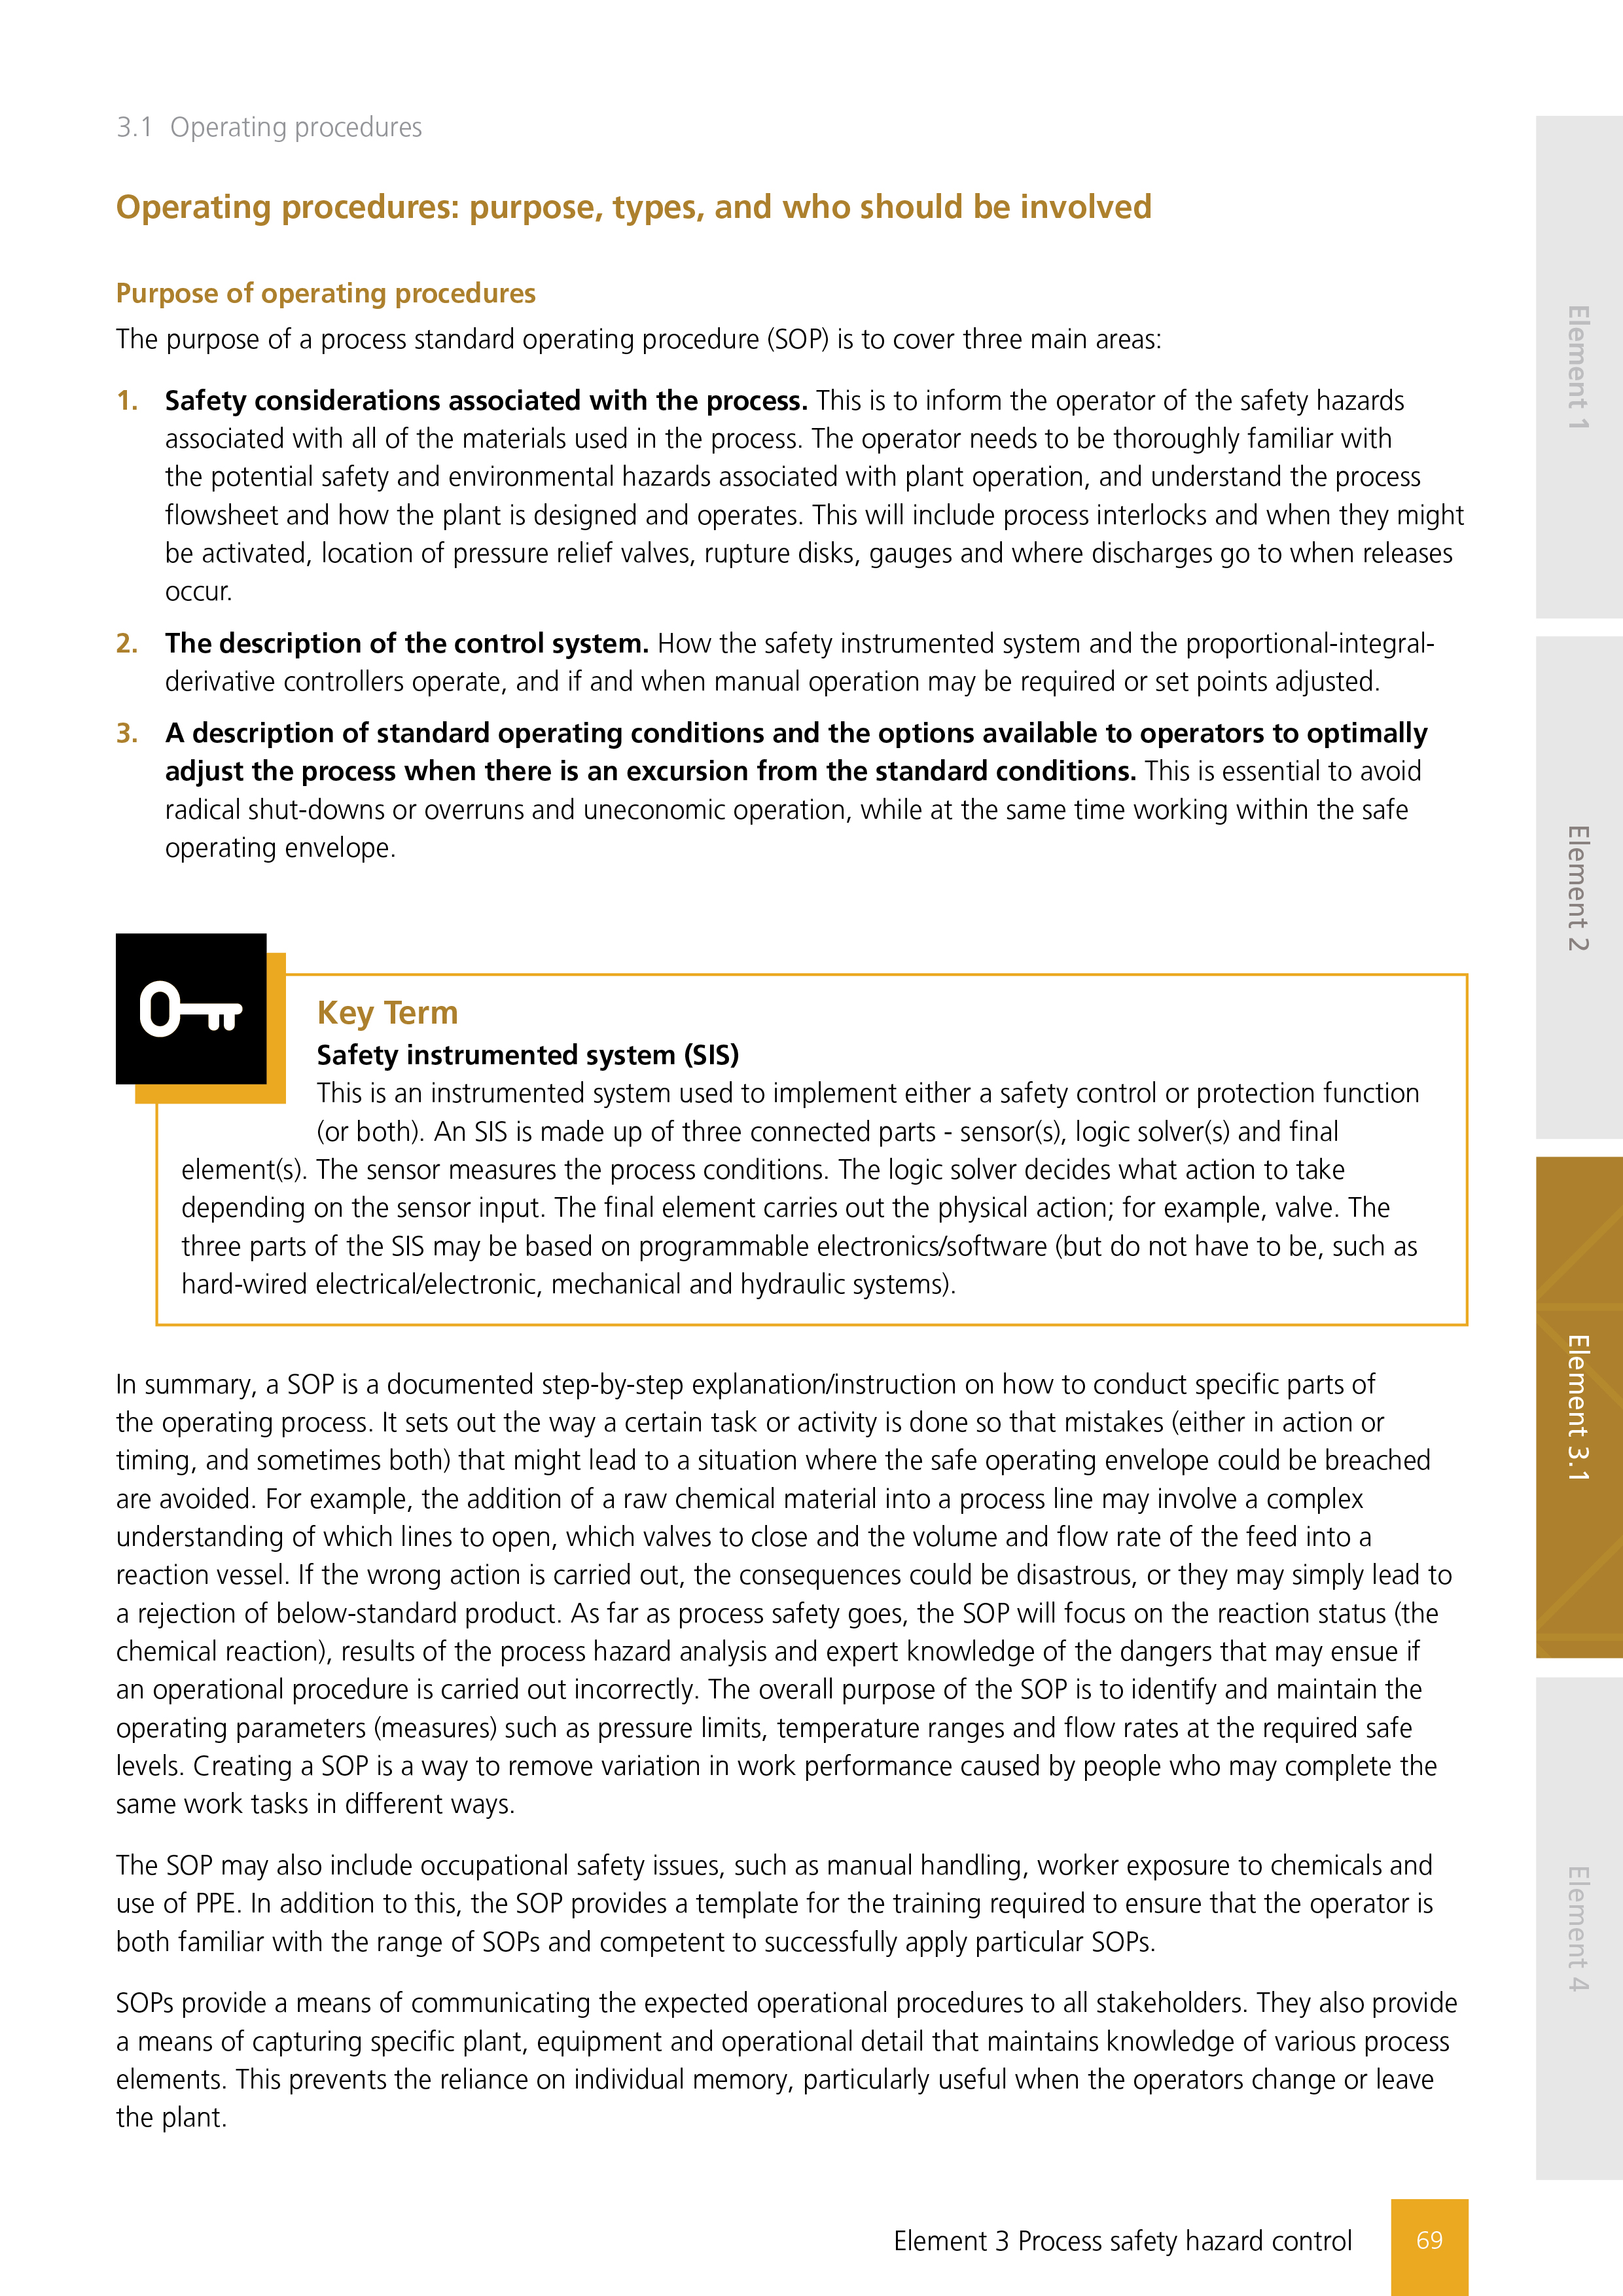 3.1 Operating procedures
Operating procedures: purpose, types, and who should be involved
Purpose of operating procedures
The purpose of a process standard operating procedure (SOP) is to cover three main areas:
1. Safety considerations associated with the process. This is to inform the operator of the safety hazards
associated with all of the materials used in the process. The operator needs to be thoroughly familiar with
the potential safety and environmental hazards associated with plant operation, and understand the process
flowsheet and how the plant is designed and operates. This will include process interlocks and when they might
be activated, location of pressure relief valves, rupture disks, gauges and where discharges go to when releases
occur.
2. The description of the control system. How the safety instrumented system and the proportional-integral-
derivative controllers operate, and if and when manual operation may be required or set points adjusted.
3. A description of standard operating conditions and the options available to operators to optimally
adjust the process when there is an excursion from the standard conditions. This is essential to avoid
radical shut-downs or overruns and uneconomic operation, while at the same time working within the safe
operating envelope.
Key Term
Safety instrumented system (SIS)
This is an instrumented system used to implement either a safety control or protection function
(or both). An SIS is made up of three connected parts - sensor(s), logic solver(s) and final
element(s). The sensor measures the process conditions. The logic solver decides what action to take
depending on the sensor input. The final element carries out the physical action; for example, valve. The
three parts of the SIS may be based on programmable electronics/software (but do not have to be, such as
hard-wired electrical/electronic, mechanical and hydraulic systems).
In summary, a SOP is a documented step-by-step explanation/instruction on how to conduct specific parts of
the operating process. It sets out the way a certain task or activity is done so that mistakes (either in action or
timing, and sometimes both) that might lead to a situation where the safe operating envelope could be breached
are avoided. For example, the addition of a raw chemical material into a process line may involve a complex
understanding of which lines to open, which valves to close and the volume and flow rate of the feed into a
reaction vessel. If the wrong action is carried out, the consequences could be disastrous, or they may simply lead to
a rejection of below-standard product. As far as process safety goes, the SOP will focus on the reaction status (the
chemical reaction), results of the process hazard analysis and expert knowledge of the dangers that may ensue if
an operational procedure is carried out incorrectly. The overall purpose of the SOP is to identify and maintain the
operating parameters (measures) such as pressure limits, temperature ranges and flow rates at the required safe
levels. Creating a SOP is a way to remove variation in work performance caused by people who may complete the
same work tasks in different ways.
The SOP may also include occupational safety issues, such as manual handling, worker exposure to chemicals and
use of PPE. In addition to this, the SOP provides a template for the training required to ensure that the operator is
both familiar with the range of SOPs and competent to successfully apply particular SOPs.
SOPs provide a means of communicating the expected operational procedures to all stakeholders. They also provide
a means of capturing specific plant, equipment and operational detail that maintains knowledge of various process
elements. This prevents the reliance on individual memory, particularly useful when the operators change or leave
the plant.
Element 3 Process safety hazard control
69
Element 1
Element 2
Element 3.1
Element 4